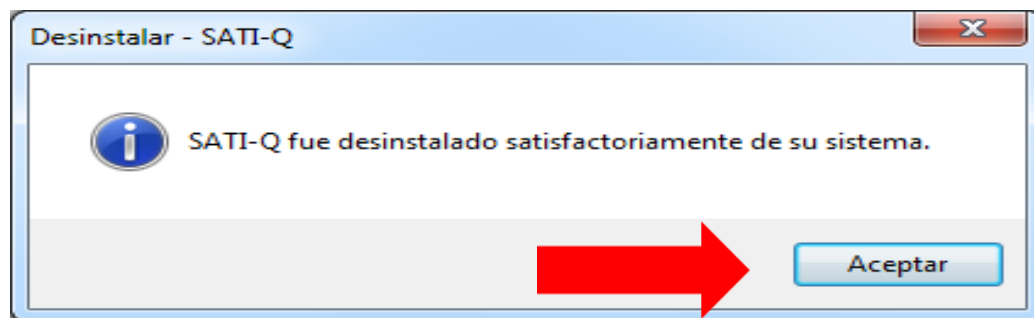 Desinstalar - SATI-Q
SATI-Q fue desinstalado satisfactoriamente de su sistema.
Aceptar